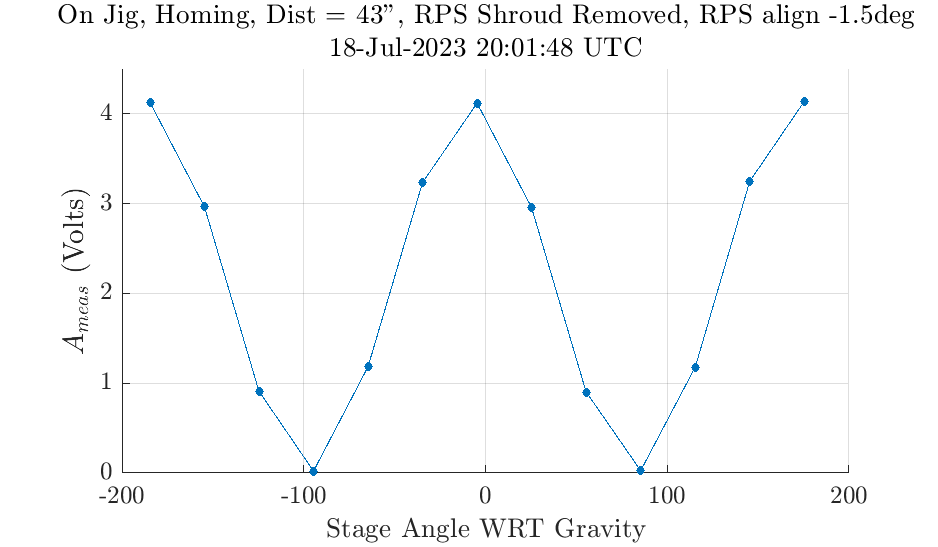 On Jig, Homing, Dist = 43”, RPS Shroud Removed, RPS align -1.5deg
18-Jul-2023 20:01:48 UTC
4
3
2
1
0
A_meas (Volts)
-200 -100 0 100 200
Stage Angle WRT Gravity